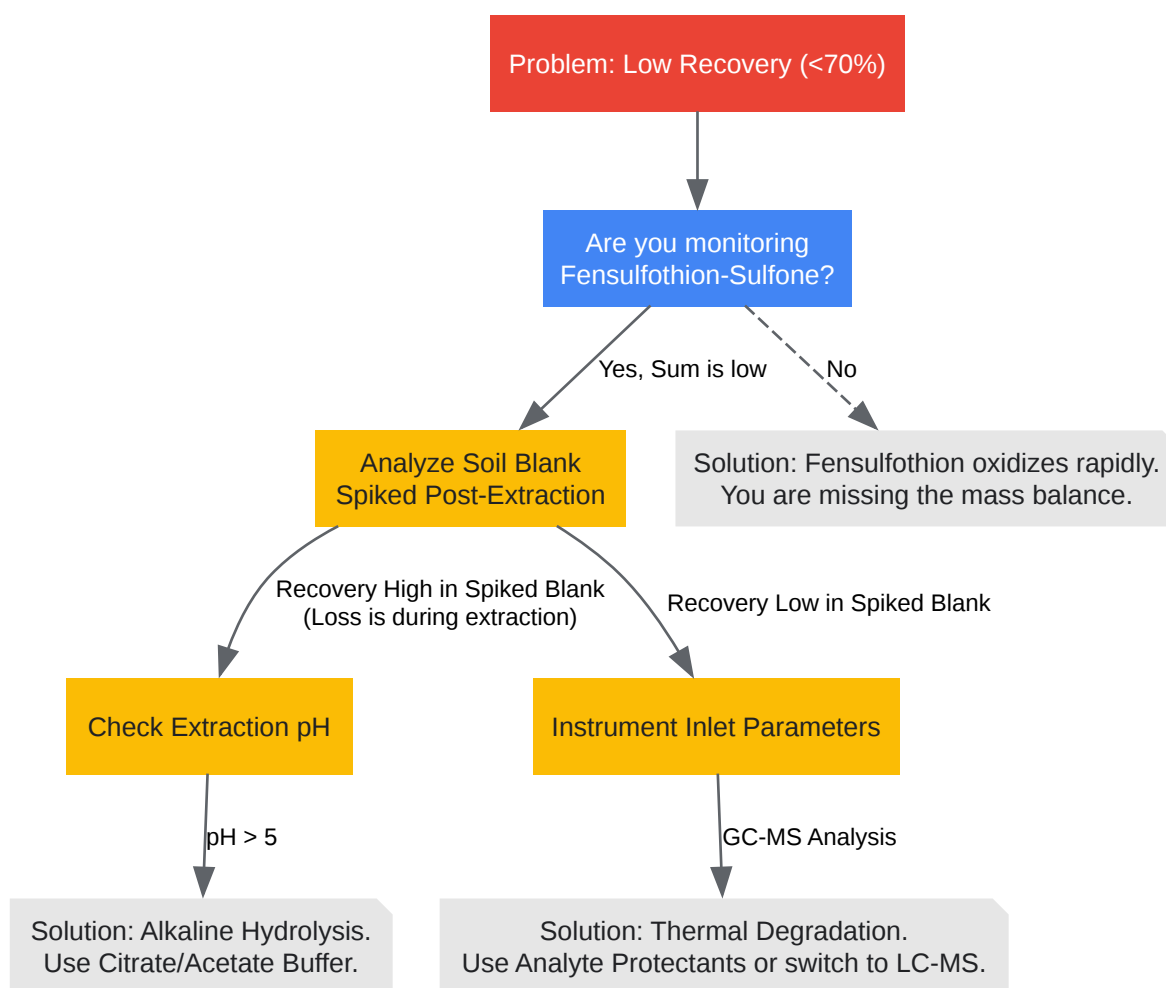 Problem: Low Recovery (<70%)
Are you monitoring
Fensulfothion-Sulfone?
Yes, Sum is low
No
Analyze Soil Blank
Spiked Post-Extraction
Solution: Fensulfothion oxidizes rapidly.
You are missing the mass balance.
Recovery High in Spiked Blank
(Loss is during extraction)
Recovery Low in Spiked Blank
Check Extraction pH
Instrument Inlet Parameters
pH > 5
GC-MS Analysis
Solution: Alkaline Hydrolysis.
Use Citrate/Acetate Buffer.
Solution: Thermal Degradation.
Use Analyte Protectants or switch to LC-MS.